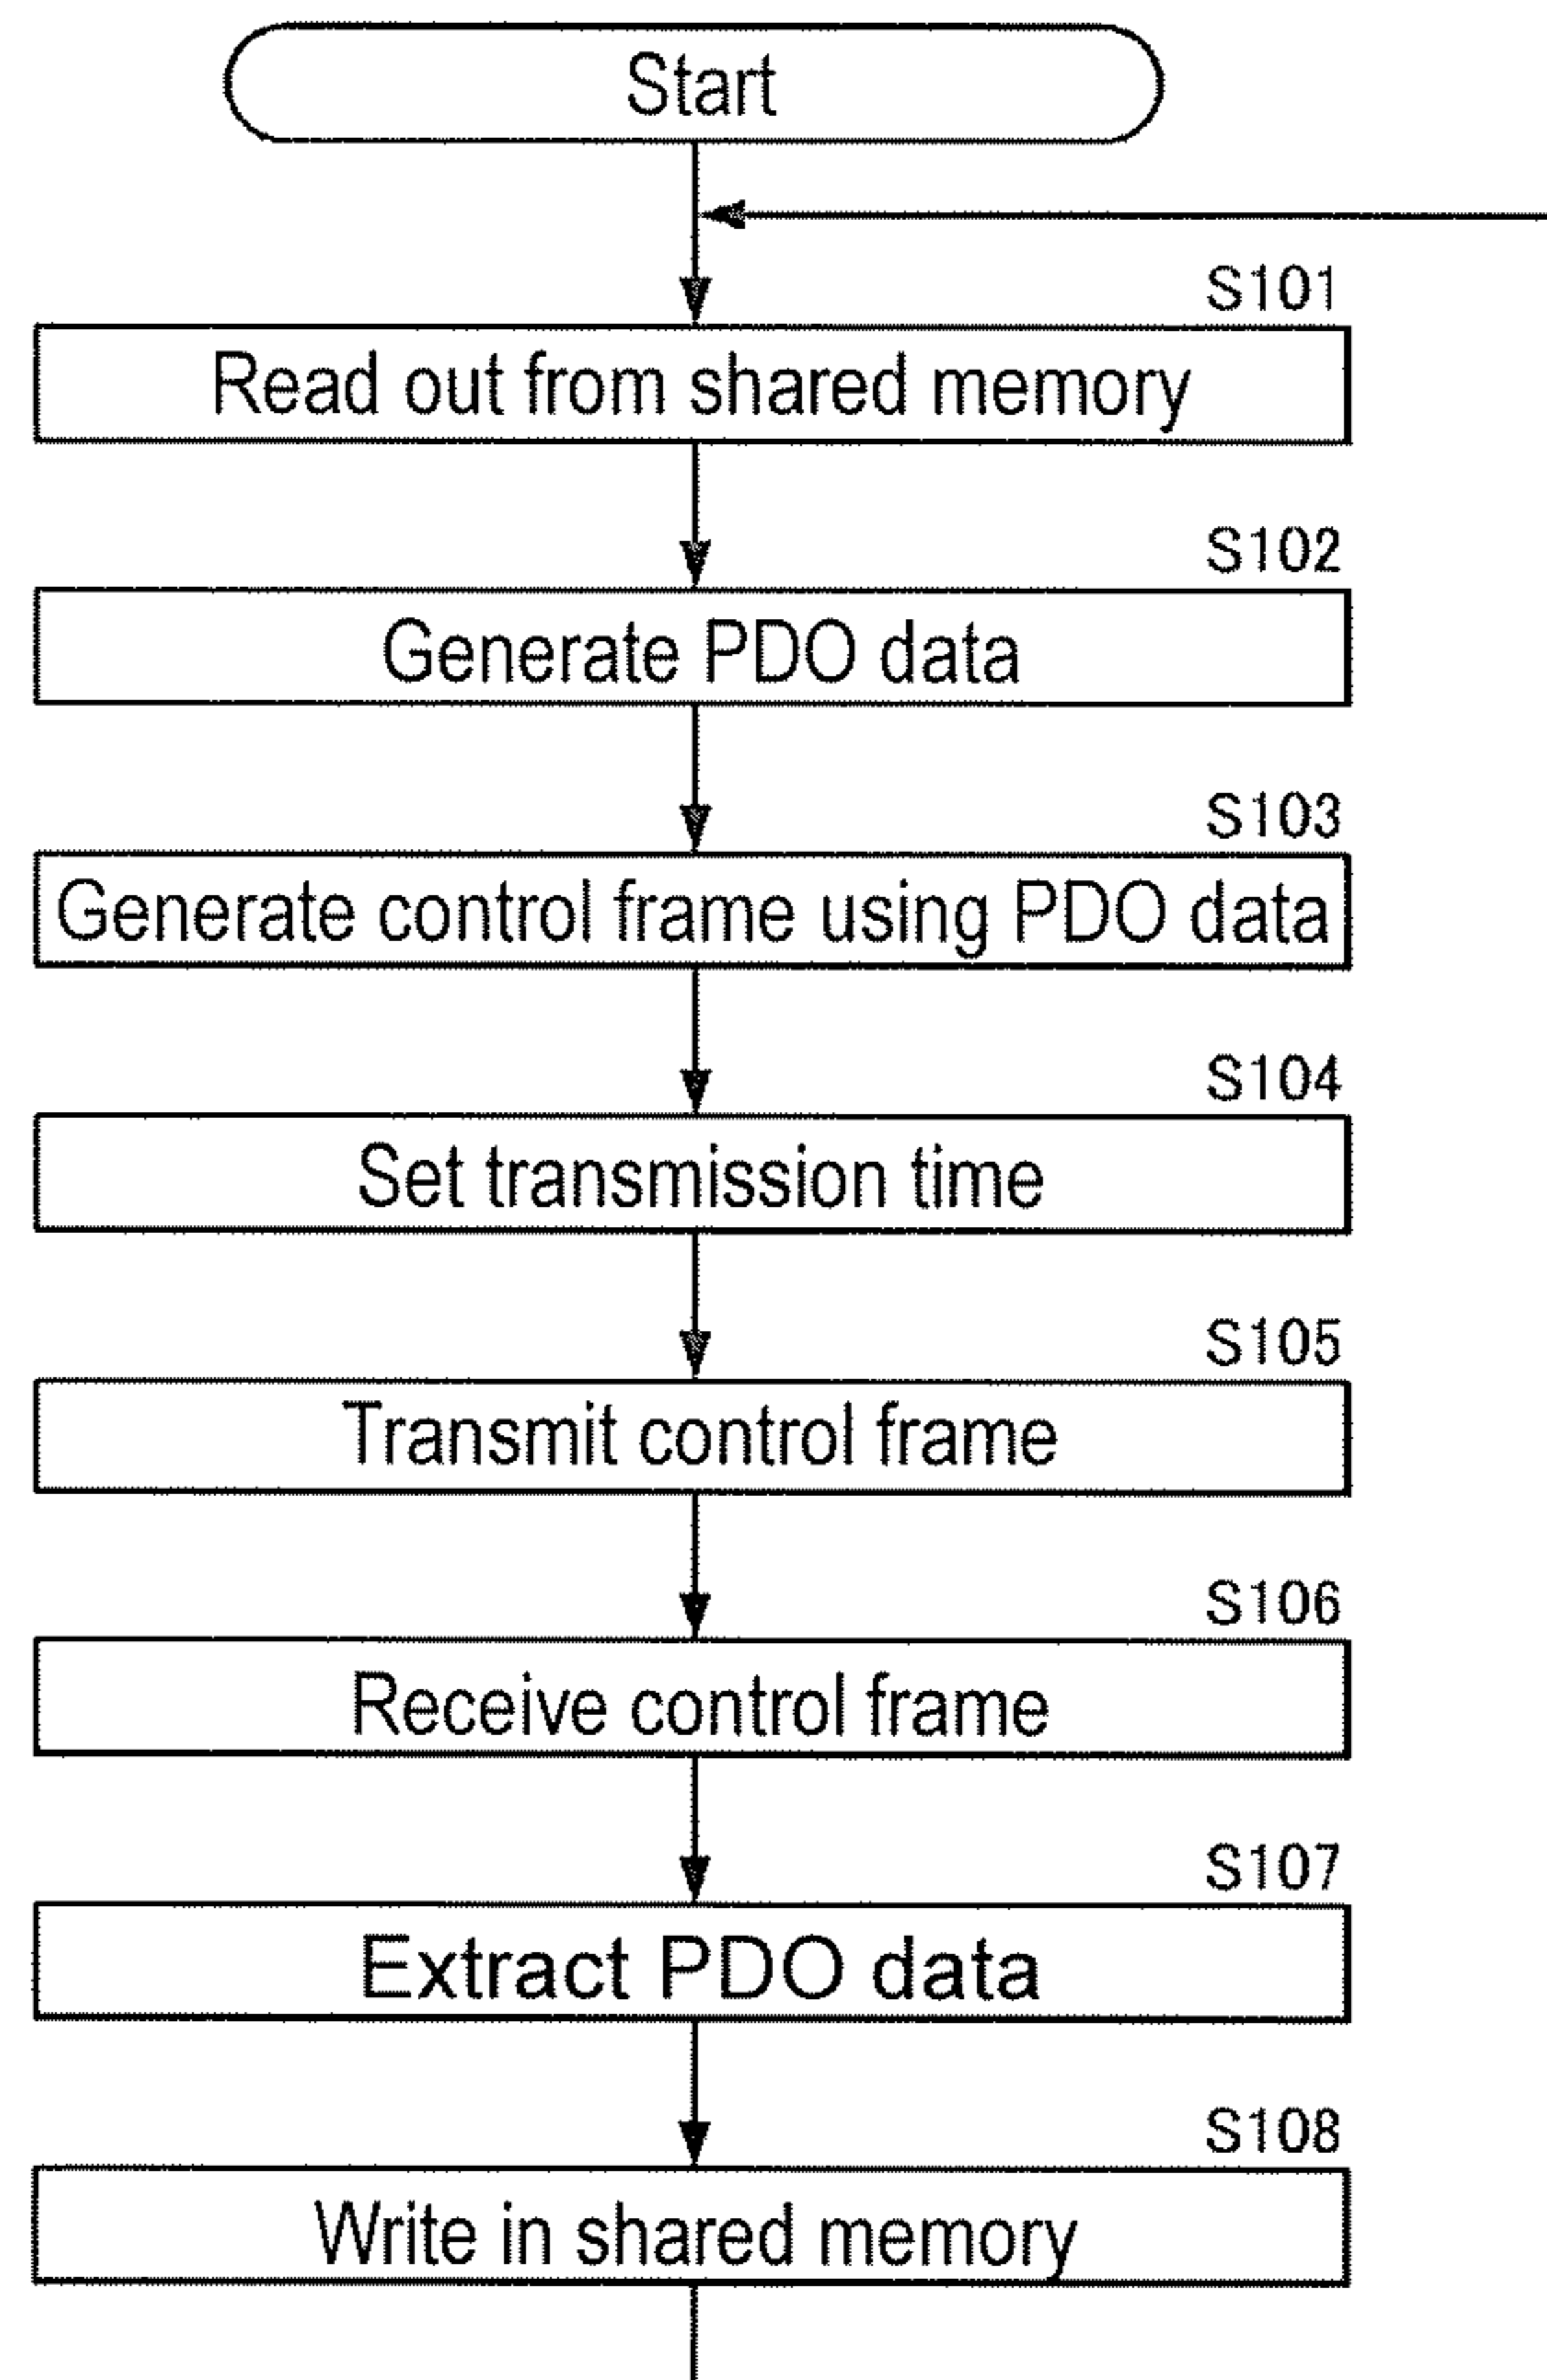 Start
S101
Read out from shared memory
S102
Generate PDO data
S103
Generate control frame using PDO data
S104
Set transmission time
S105
Transmit control frame
S106
Receive control frame
S107
Extract PDO data
S108
Write in shared memory